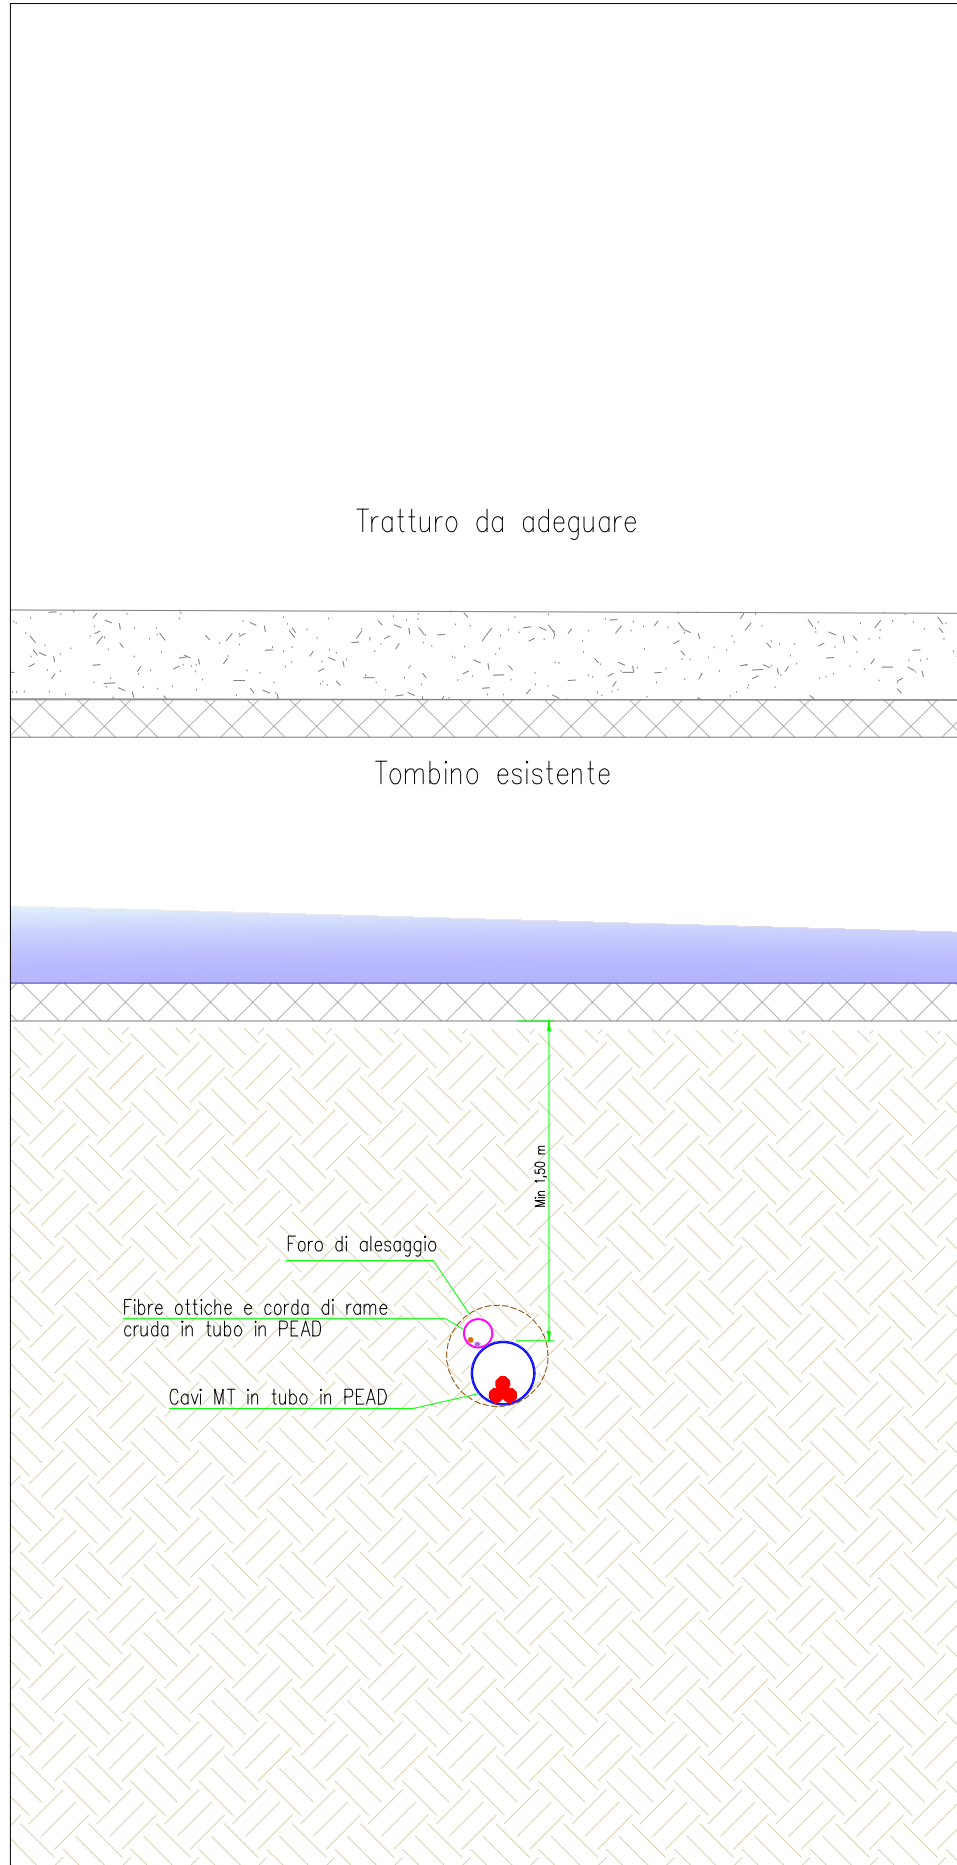 Tratturo da adeguare
Tombino esistente
Min 1,50 m
Foro di alesaggio
Fibre ottiche e corda di rame
cruda in tubo in PEAD
Cavi MT in tubo in PEAD